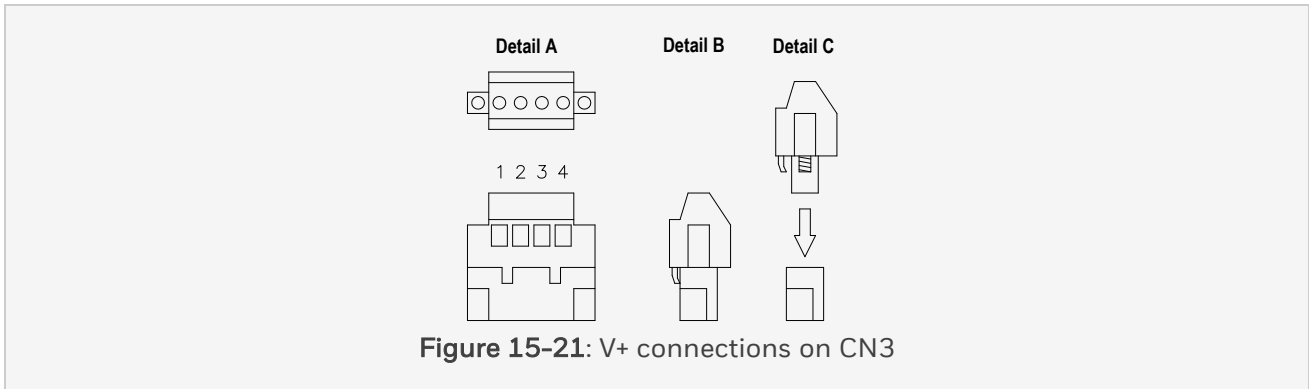 Detail A Detail B Detail C
1 2 3 4
Figure 15-21: V+ connections on CN3